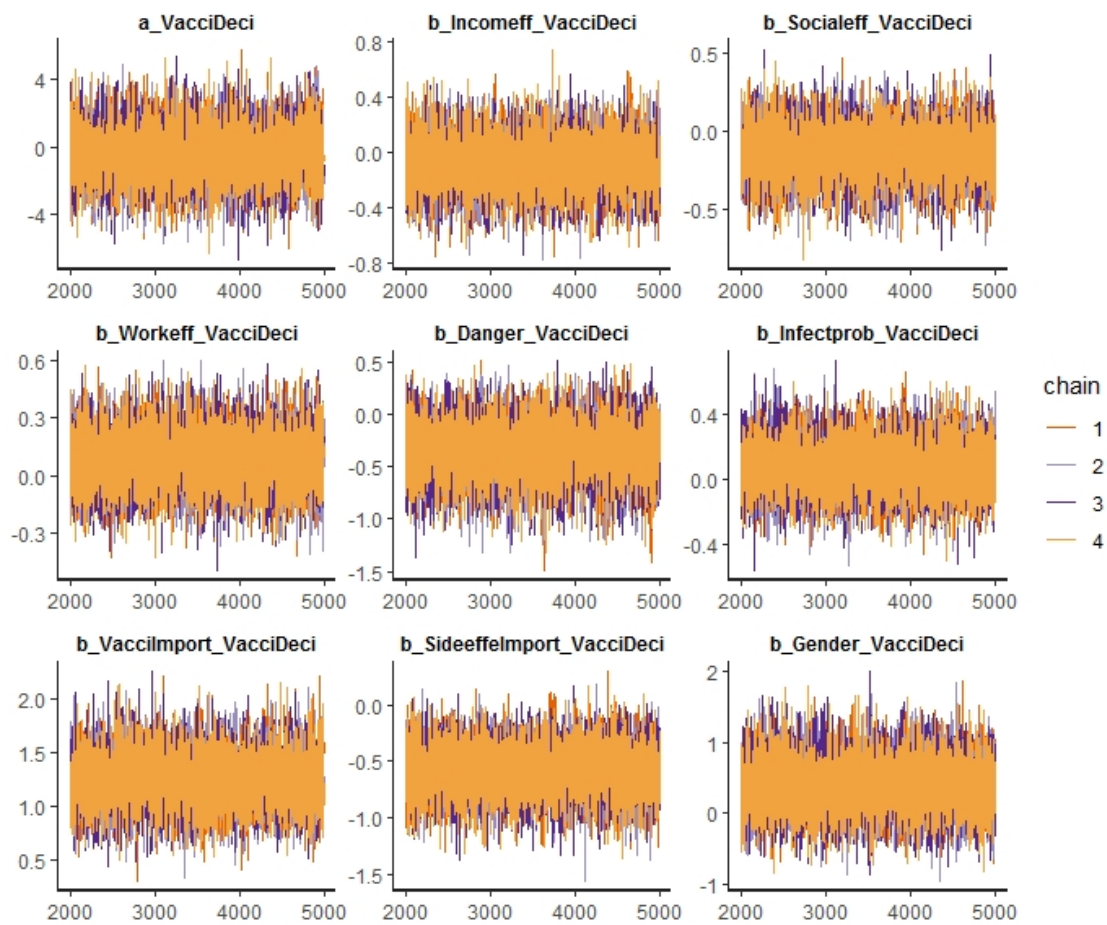 a_VacciDeci b_Incomeff_VacciDeci b_Socialeff_VacciDeci
4 0 -4
0.8 0.4 0.0 -0.4 -0.8
0.5 0.0 -0.5
2000 3000 4000 5000 2000 3000 4000 5000 2000 3000 4000 5000
b_Workeff_VacciDeci b_Danger_VacciDeci b_Infectprob_VacciDeci
0.6 0.3 0.0 -0.3
0.5 0.0 -0.5 -1.0 -1.5
0.4 0.0 -0.4
2000 3000 4000 5000 2000 3000 4000 5000 2000 3000 4000 5000
b_VacciImport_VacciDeci b_SideeffeImport_VacciDeci b_Gender_VacciDeci
2.0 1.5 1.0 0.5
0.0 -0.5 -1.0 -1.5
2 1 0 -1
2000 3000 4000 5000 2000 3000 4000 5000 2000 3000 4000 5000
chain
1
2
3
4